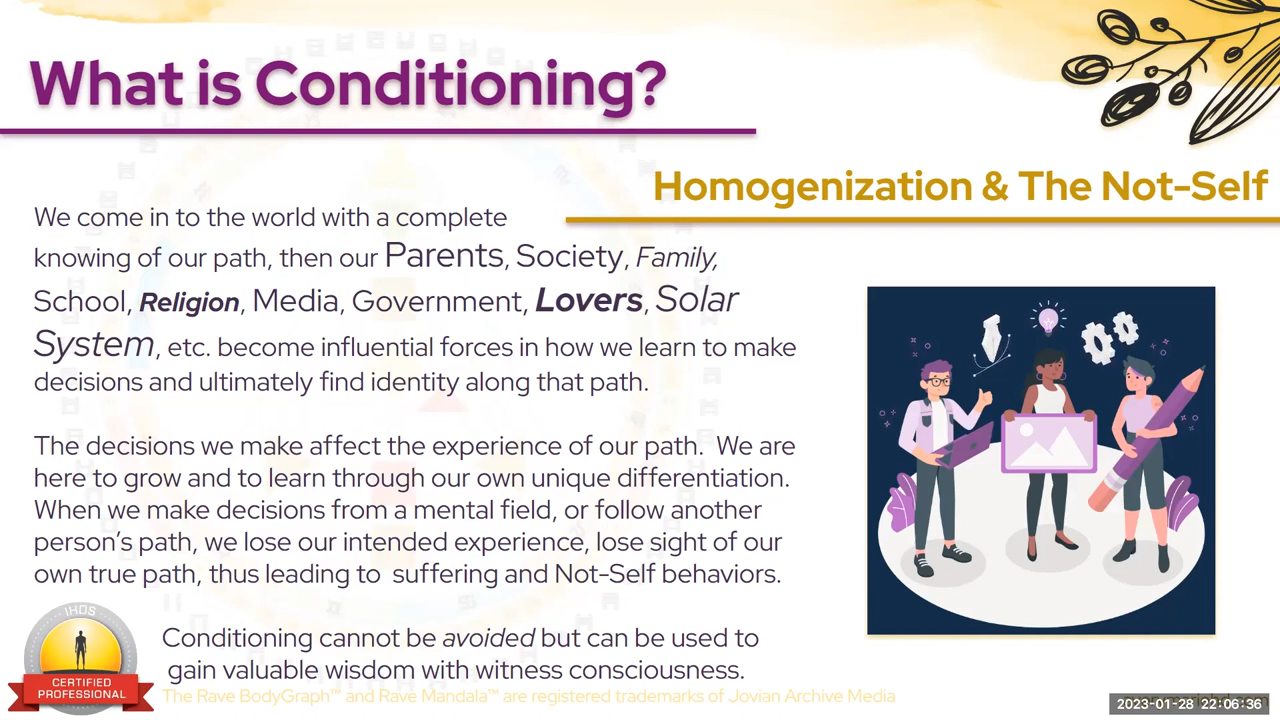 What is Conditioning?
Homogenization & The Not-Self
We come in to the world with a complete
knowing of our path, then our Parents, Society, Family,
School, Religion, Media, Government, Lovers, Solar
System, etc. become influential forces in how we learn to make
decisions and ultimately find identity along that path.
The decisions we make affect the experience of our path.  We are
here to grow and to learn through our own unique differentiation.
When we make decisions from a mental field, or follow another
person's path, we lose our intended experience, lose sight of our
own true path, thus leading to  suffering and Not-Self behaviors.
Conditioning cannot be avoided but can be used to
gain valuable wisdom with witness consciousness.
IHDS
CERTIFIED
PROFESSIONAL
The Rave BodyGraph™ and Rave Mandala™ are registered trademarks of Jovian Archive Media
2023-01-28 22:06:36